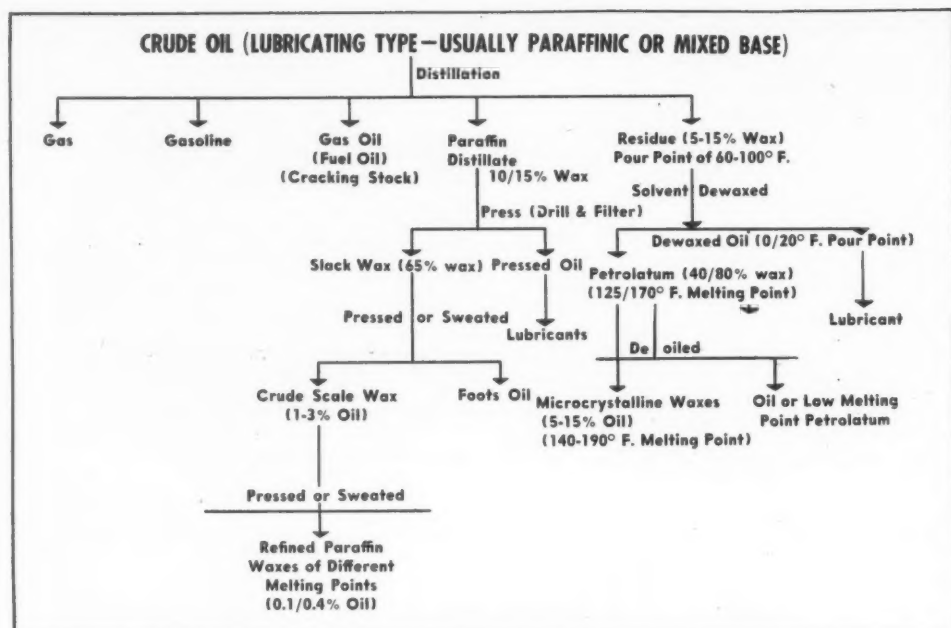 CRUDE OIL (LUBRICATING TYPE—USUALLY PARAFFINIC OR MIXED BASE)
Distillation
Gas
Gasoline
Gas Oil
(Fuel Oil)
(Cracking Stock)
Paraffin
Distillate
10/15% Wax
Residue (5-15% Wax)
Pour Point of 60-100° F.
Solvent Dewaxed
Press (Drill & Filter)
Dewaxed Oil (0/20° F. Pour Point)
Slack Wax (65% wax)
Pressed Oil
Petrolatum (40/80% wax)
(125/170° F. Melting Point)
Pressed or Sweated
Lubricants
Lubricant
De oiled
Crude Scale Wax
(1-3% Oil)
Foots Oil
Microcrystalline Waxes
(5-15% Oil)
(140-190° F. Melting Point)
Oil or Low Melting
Point Petrolatum
Pressed or Sweated
Refined Paraffin
Waxes of Different
Melting Points
(0.1/0.4% Oil)